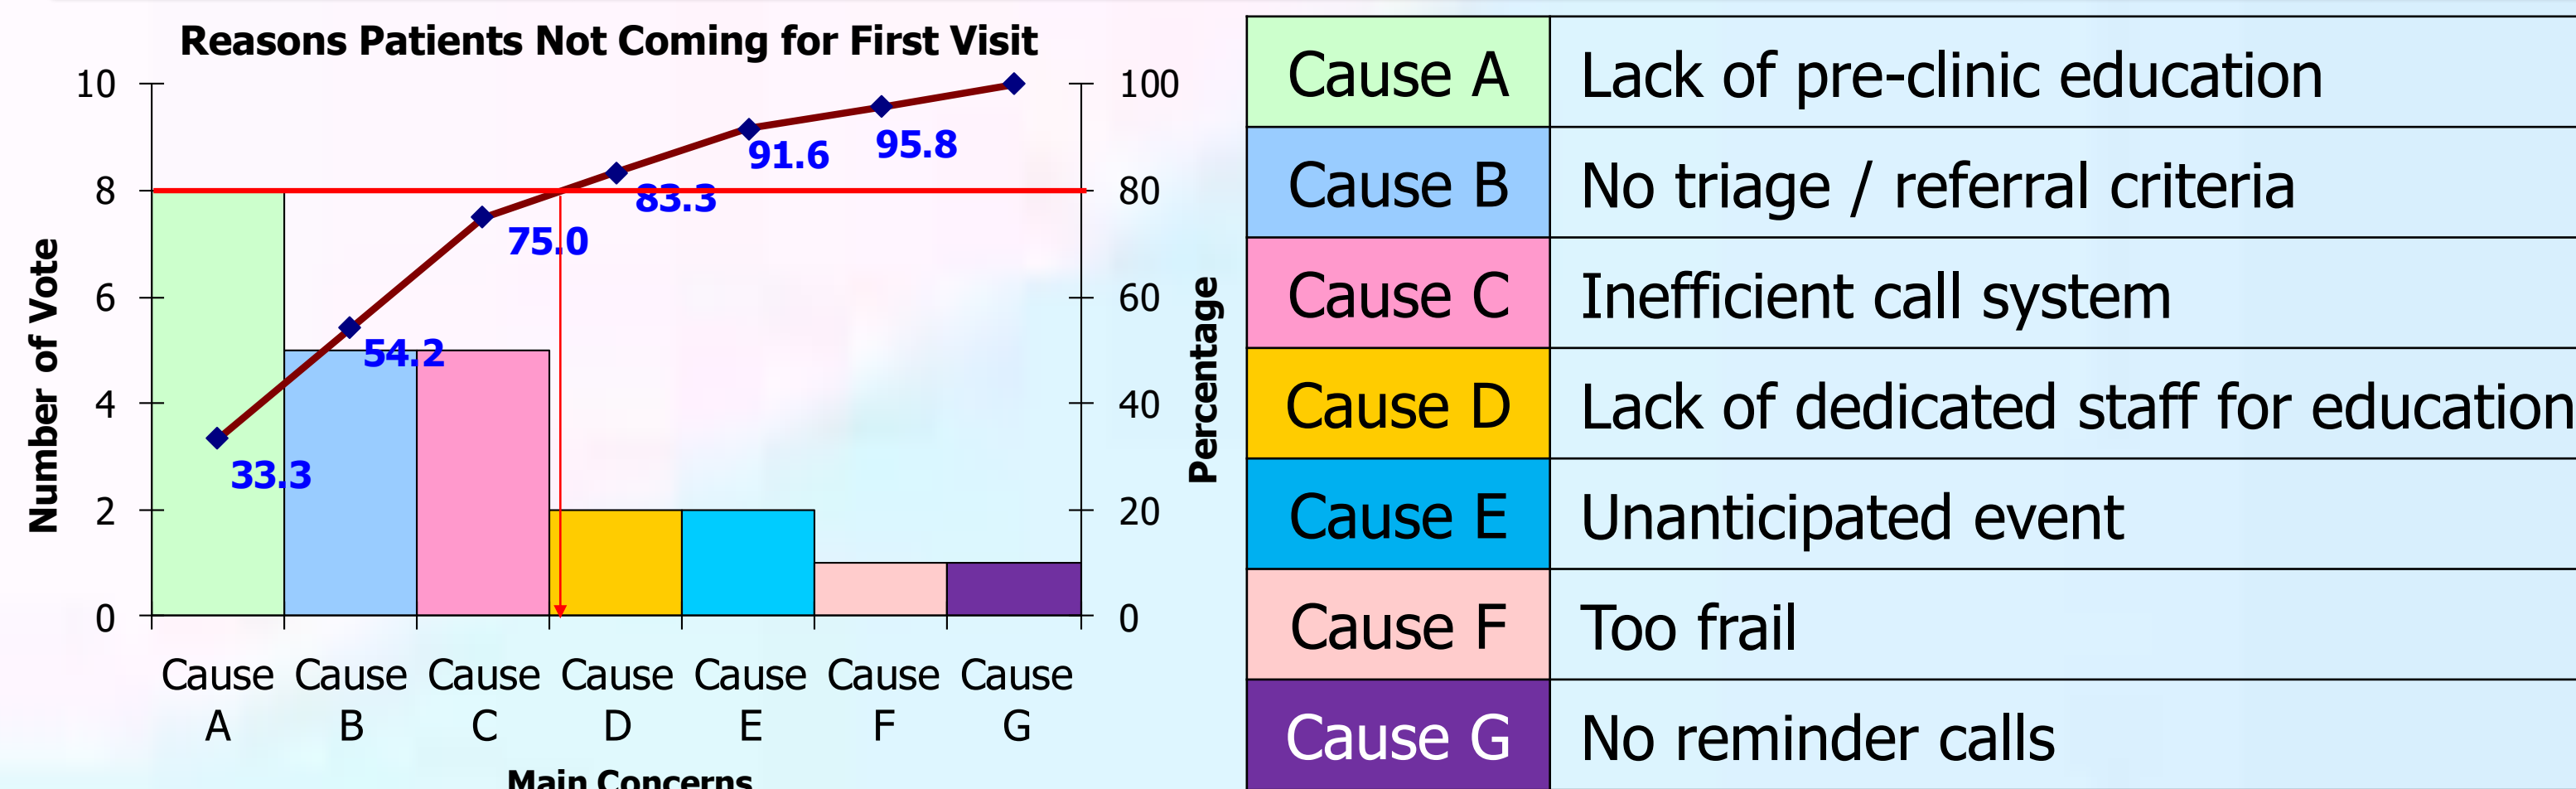 Reasons Patients Not Coming for First Visit
Number of Vote
10
8
6
4
2
0
33.3
54.2
75.0
83.3
91.6
95.8
100
80
60
40
20
0
Percentage
Cause A
Cause B
Cause C
Cause D
Cause E
Cause F
Cause G
Main Concerns
Cause A Lack of pre-clinic education
Cause B No triage / referral criteria
Cause C Inefficient call system
Cause D Lack of dedicated staff for education
Cause E Unanticipated event
Cause F Too frail
Cause G No reminder calls